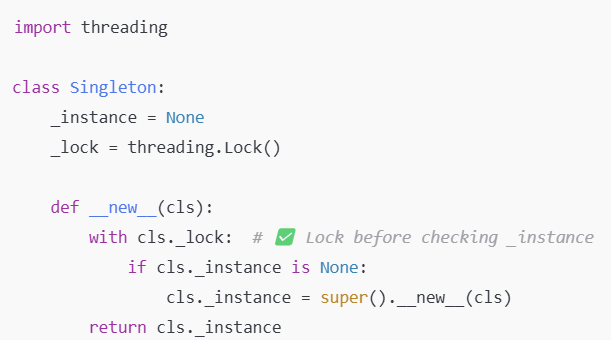 import threading

class Singleton:
    _instance = None
    _lock = threading.Lock()

    def __new__(cls):
        with cls._lock:  # ✅ Lock before checking _instance
            if cls._instance is None:
                cls._instance = super().__new__(cls)
        return cls._instance